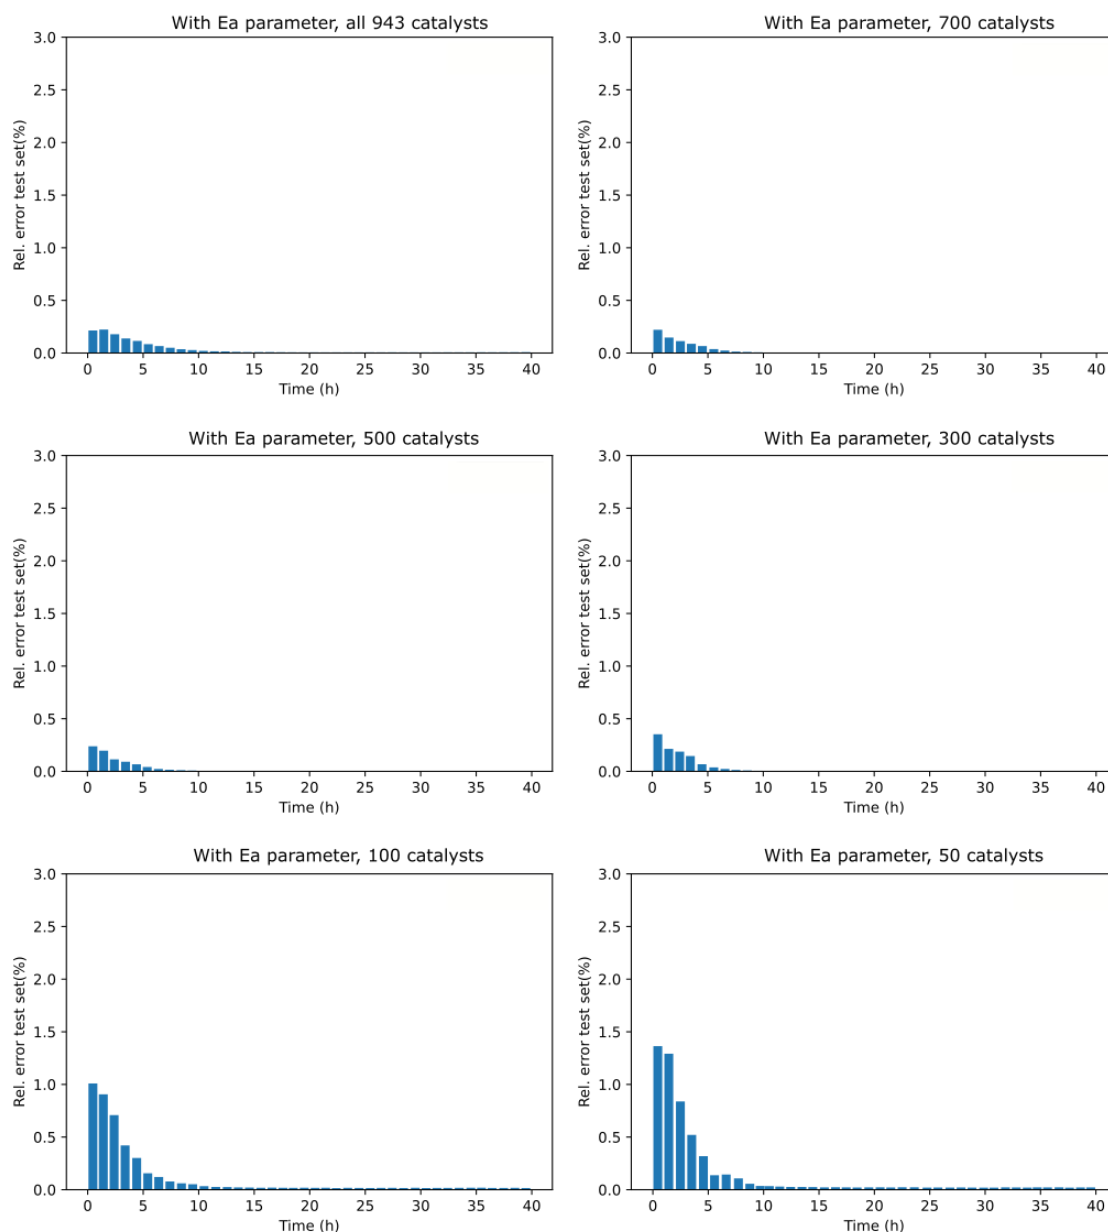 With Ea parameter, all 943 catalysts
3.0
2.5
2.0
1.5
1.0
0.5
0.0
Rel. error test set(%)
0 5 10 15 20 25 30 35 40
Time (h)
With Ea parameter, 700 catalysts
3.0
2.5
2.0
1.5
1.0
0.5
0.0
Rel. error test set(%)
0 5 10 15 20 25 30 35 40
Time (h)
With Ea parameter, 500 catalysts
3.0
2.5
2.0
1.5
1.0
0.5
0.0
Rel. error test set(%)
0 5 10 15 20 25 30 35 40
Time (h)
With Ea parameter, 300 catalysts
3.0
2.5
2.0
1.5
1.0
0.5
0.0
Rel. error test set(%)
0 5 10 15 20 25 30 35 40
Time (h)
With Ea parameter, 100 catalysts
3.0
2.5
2.0
1.5
1.0
0.5
0.0
Rel. error test set(%)
0 5 10 15 20 25 30 35 40
Time (h)
With Ea parameter, 50 catalysts
3.0
2.5
2.0
1.5
1.0
0.5
0.0
Rel. error test set(%)
0 5 10 15 20 25 30 35 40
Time (h)